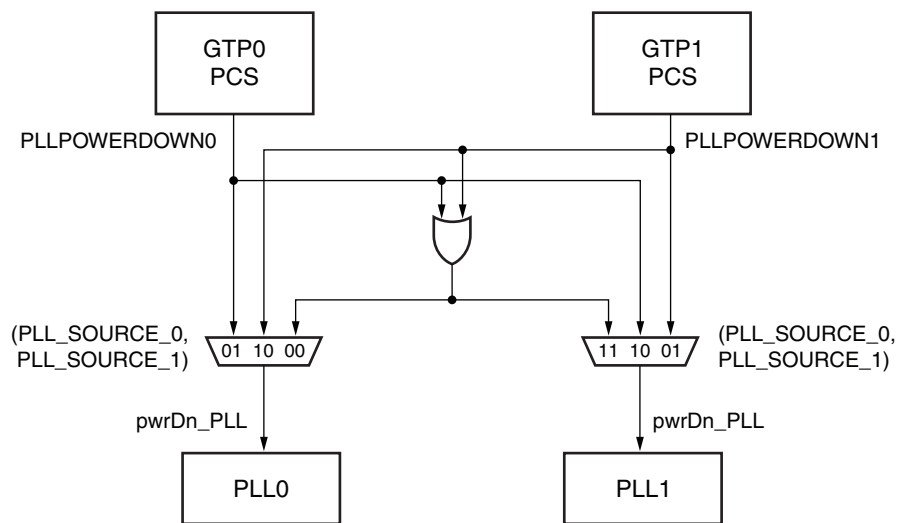 GTP0
PCS
GTP1
PCS
PLLPOWERDOWN0
PLLPOWERDOWN1
(PLL_SOURCE_0,
PLL_SOURCE_1)
01 10 00
11 10 01
(PLL_SOURCE_0,
PLL_SOURCE_1)
pwrDn_PLL
pwrDn_PLL
PLL0
PLL1